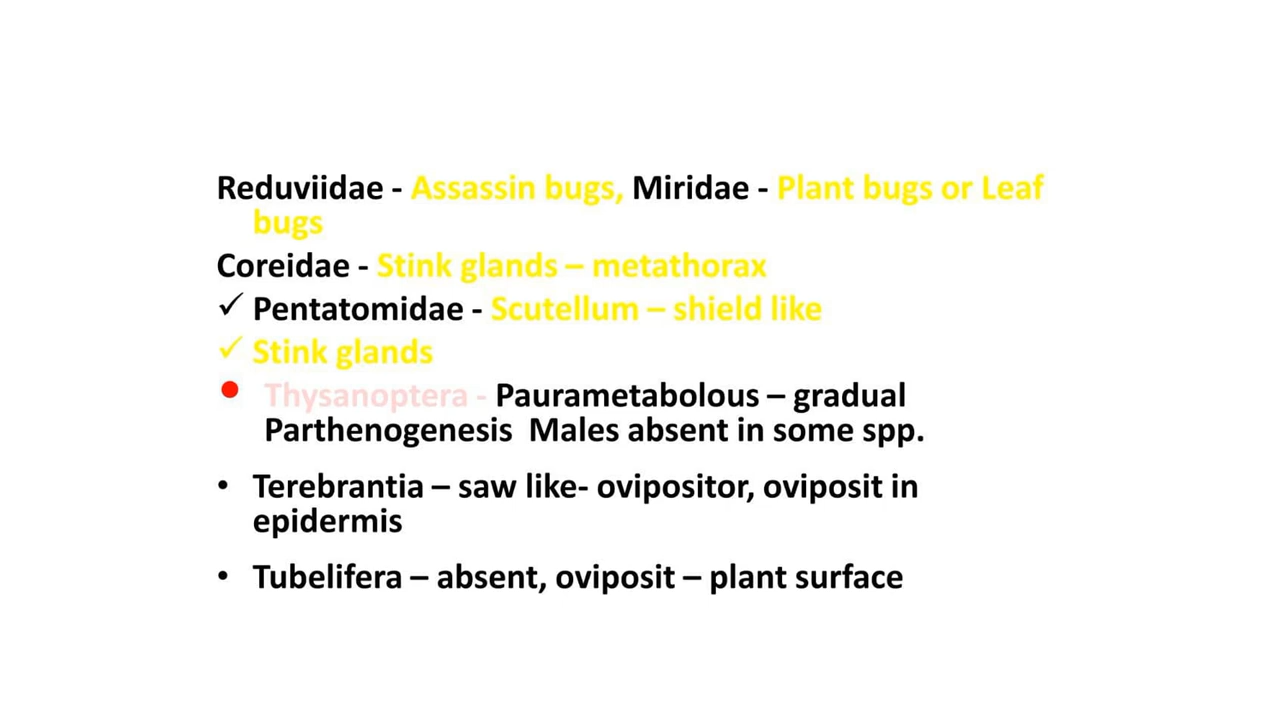 Reduviidae - Assassin bugs, Miridae - Plant bugs or Leaf
bugs
Coreidae - Stink glands – metathorax
✓ Pentatomidae - Scutellum – shield like
✓ Stink glands
● Thysanoptera - Paurametabolous – gradual
Parthenogenesis Males absent in some spp.
• Terebrantia – saw like- ovipositor, oviposit in
epidermis
• Tubelifera – absent, oviposit – plant surface